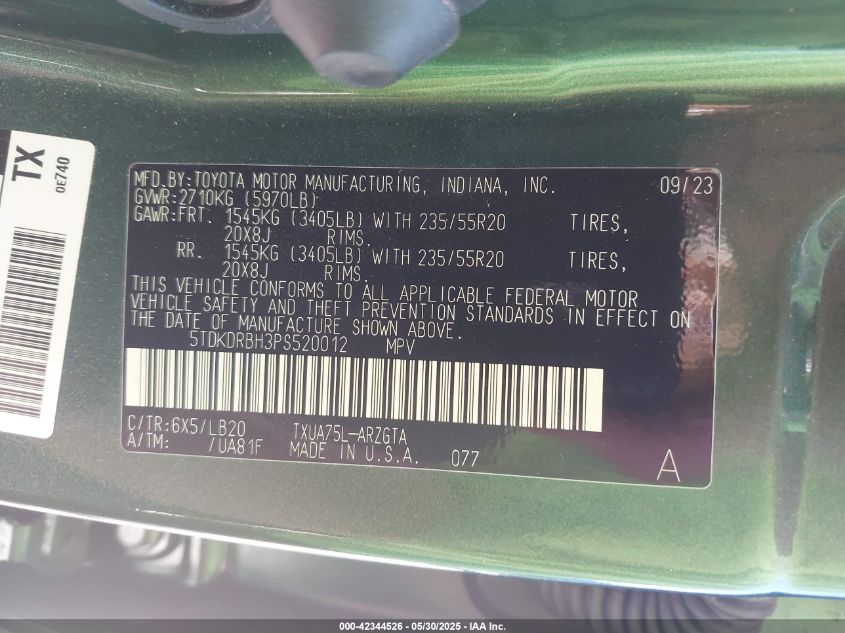 TX
0E740
MFD.BY:TOYOTA MOTOR MANUFACTURING, INDIANA, INC. 09/23
GVWR:2710KG (5970LB)
GAWR:FRT. 1545KG (3405LB) WITH 235/55R20 TIRES,
20X8J RIMS.
RR. 1545KG (3405LB) WITH 235/55R20 TIRES,
20X8J RIMS.
THIS VEHICLE CONFORMS TO ALL APPLICABLE FEDERAL MOTOR
VEHICLE SAFETY AND THEFT PREVENTION STANDARDS IN EFFECT ON
THE DATE OF MANUFACTURE SHOWN ABOVE.
5TDKDRBH3PS520012 MPV
C/TR:6X5/LB20 TXUA75L-ARZGTA
A/TM: /UA81F MADE IN U.S.A. 077
A
000-42344526 - 05/30/2025 - IAA Inc.